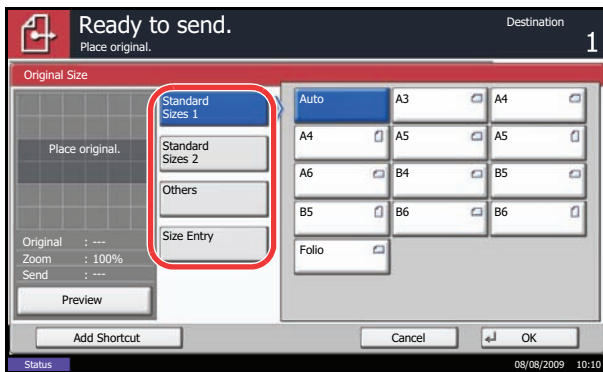 Ready to send.
Destination
Place original.
1
Original Size
Place original.
Original : ---
Zoom : 100%
Send : ---
Preview
Standard
Sizes 1
Standard
Sizes 2
Others
Size Entry
Auto
A3
A4
A4
A5
A5
A6
B4
B5
B5
B6
B6
Folio
Add Shortcut
Cancel
OK
Status
08/08/2009 10:10